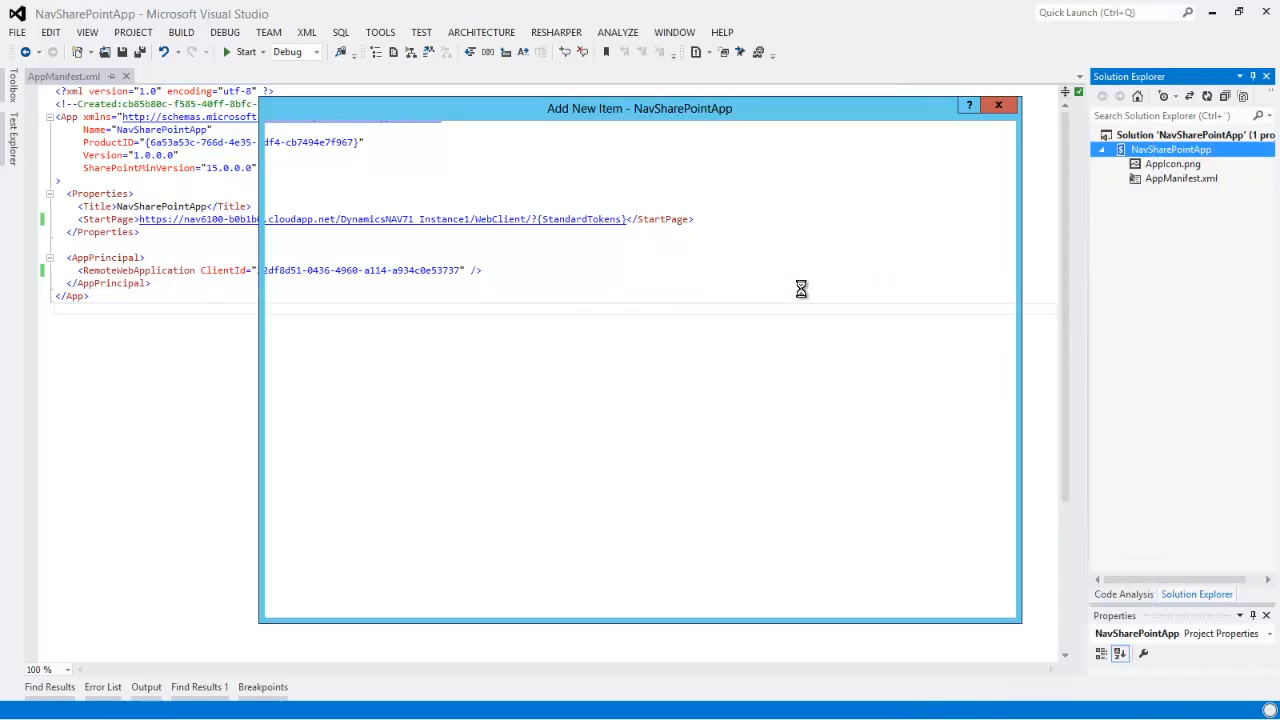 NavSharePointApp - Microsoft Visual Studio
Quick Launch (Ctrl+Q)
FILE EDIT VIEW PROJECT BUILD DEBUG TEAM XML SQL TOOLS TEST ARCHITECTURE RESHARPER ANALYZE WINDOW HELP
Start Debug
AppManifest.xml
Toolbox
Test Explorer
<?xml version="1.0" encoding="utf-8" ?>
<!--Created:cb85b80c-f585-40ff-8bfc-
<App xmlns="http://schemas.microsoft
Name="NavSharePointApp"
ProductID="{6a53a53c-766d-4e35- df4-cb7494e7f967}"
Version="1.0.0.0"
SharePointMinVersion="15.0.0.0"
>
<Properties>
<Title>NavSharePointApp</Title>
<StartPage>https://nav6100-b0b1b .cloudapp.net/DynamicsNAV71_Instance1/WebClient/?{StandardTokens}</StartPage>
</Properties>
<AppPrincipal>
<RemoteWebApplication ClientId=" 2df8d51-0436-4960-a114-a934c0e53737" />
</AppPrincipal>
</App>
Add New Item - NavSharePointApp
?
Solution Explorer
Search Solution Explorer (Ctrl+¨)
Solution 'NavSharePointApp' (1 pro
NavSharePointApp
AppIcon.png
AppManifest.xml
Code Analysis Solution Explorer
Properties
NavSharePointApp Project Properties
100 %
Find Results Error List Output Find Results 1 Breakpoints